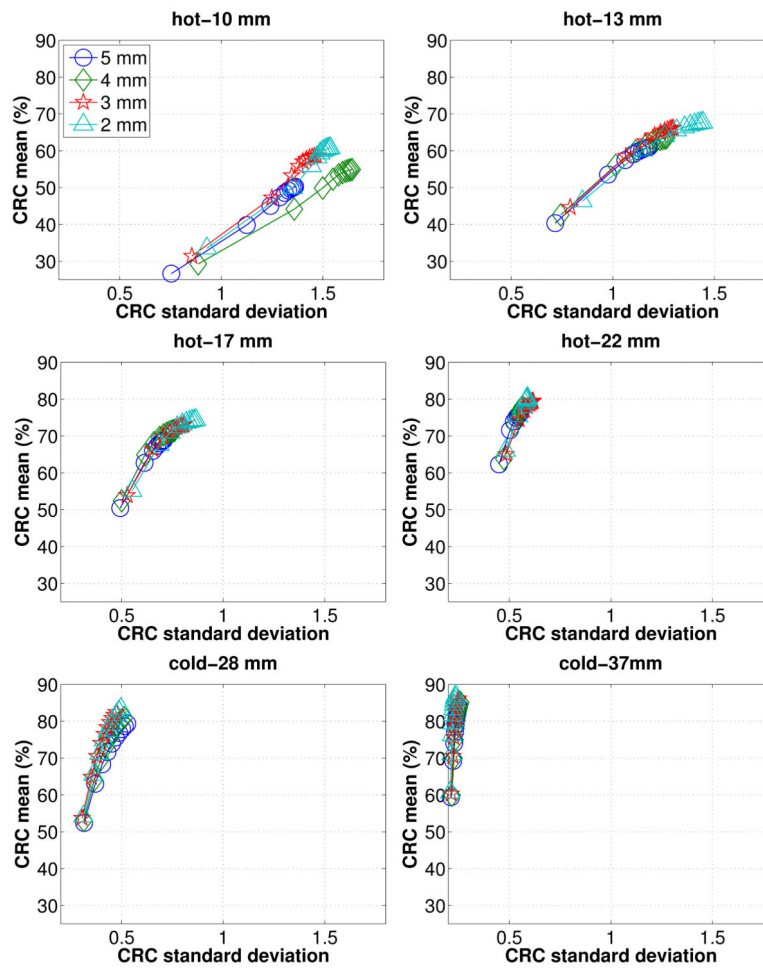 hot−10 mm
90
80
70
60
50
40
30
CRC mean (%)
5 mm
4 mm
3 mm
2 mm
0.5
1
1.5
CRC standard deviation
hot−13 mm
90
80
70
60
50
40
30
CRC mean (%)
0.5
1
1.5
CRC standard deviation
hot−17 mm
90
80
70
60
50
40
30
CRC mean (%)
0.5
1
1.5
CRC standard deviation
hot−22 mm
90
80
70
60
50
40
30
CRC mean (%)
0.5
1
1.5
CRC standard deviation
cold−28 mm
90
80
70
60
50
40
30
CRC mean (%)
0.5
1
1.5
CRC standard deviation
cold−37mm
90
80
70
60
50
40
30
CRC mean (%)
0.5
1
1.5
CRC standard deviation